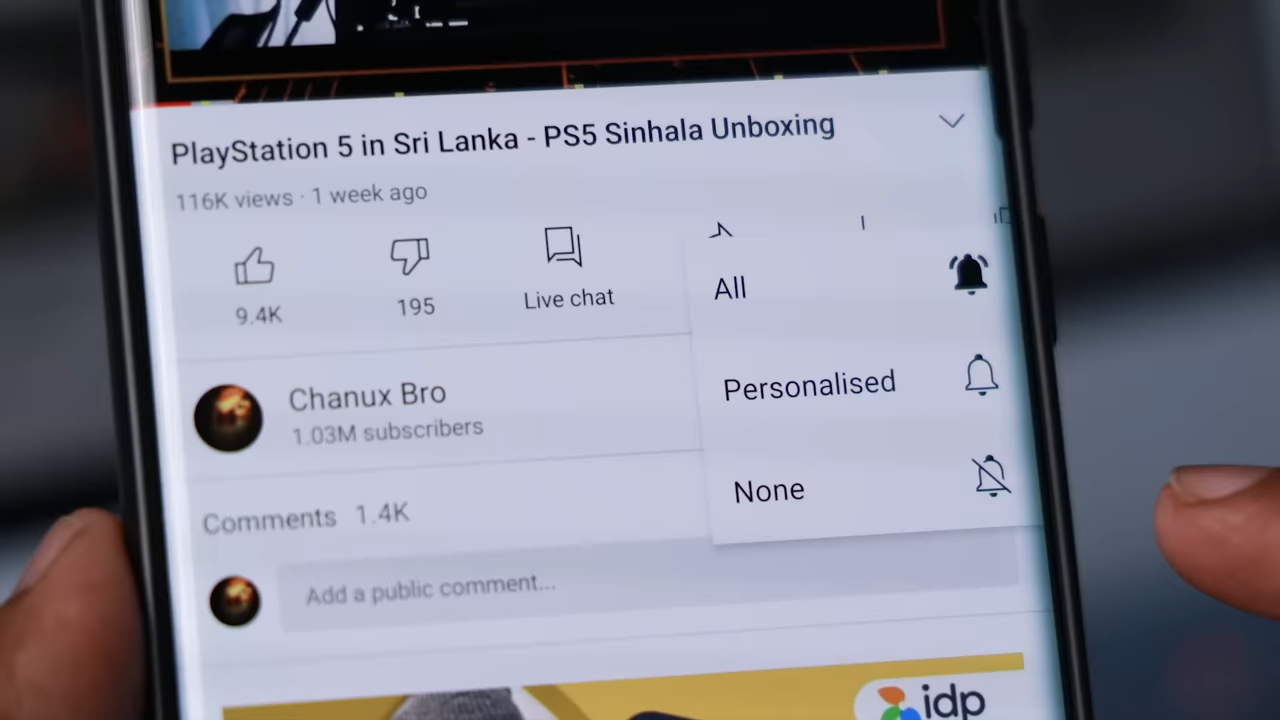 PlayStation 5 in Sri Lanka - PS5 Sinhala Unboxing
116K views · 1 week ago
9.4K
195
Live chat
All
Personalised
None
Chanux Bro
1.03M subscribers
Comments 1.4K
Add a public comment...
idp